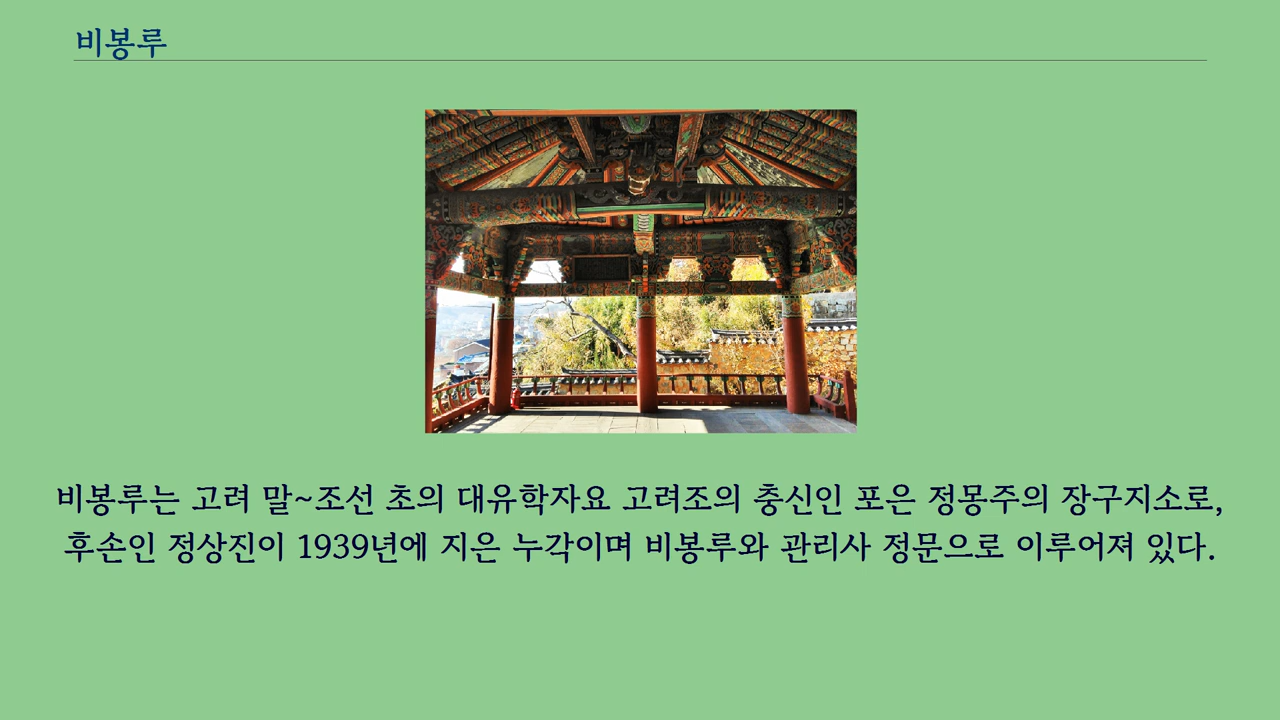 비봉루
비봉루는 고려 말~조선 초의 대유학자요 고려조의 충신인 포은 정몽주의 장구지소로,
후손인 정상진이 1939년에 지은 누각이며 비봉루와 관리사 정문으로 이루어져 있다.